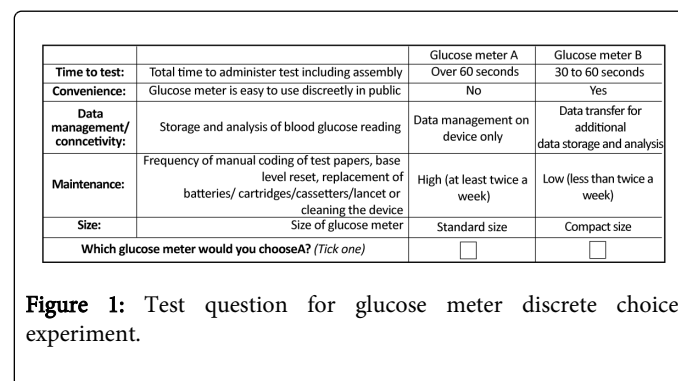 Glucose meter A Glucose meter B
Time to test: Total time to administer test including assembly Over 60 seconds 30 to 60 seconds
Convenience: Glucose meter is easy to use discreetly in public No Yes
Data
management/
conncetivity:
Storage and analysis of blood glucose reading
Data management on
device only
Data transfer for
additional
data storage and analysis
Maintenance:
Frequency of manual coding of test papers, base
level reset, replacement of
batteries/ cartridges/cassetters/lancet or
cleaning the device
High (at least twice a
week)
Low (less than twice a
week)
Size: Size of glucose meter Standard size Compact size
Which glucose meter would you chooseA? (Tick one)
Figure 1: Test question for glucose meter discrete choice
experiment.